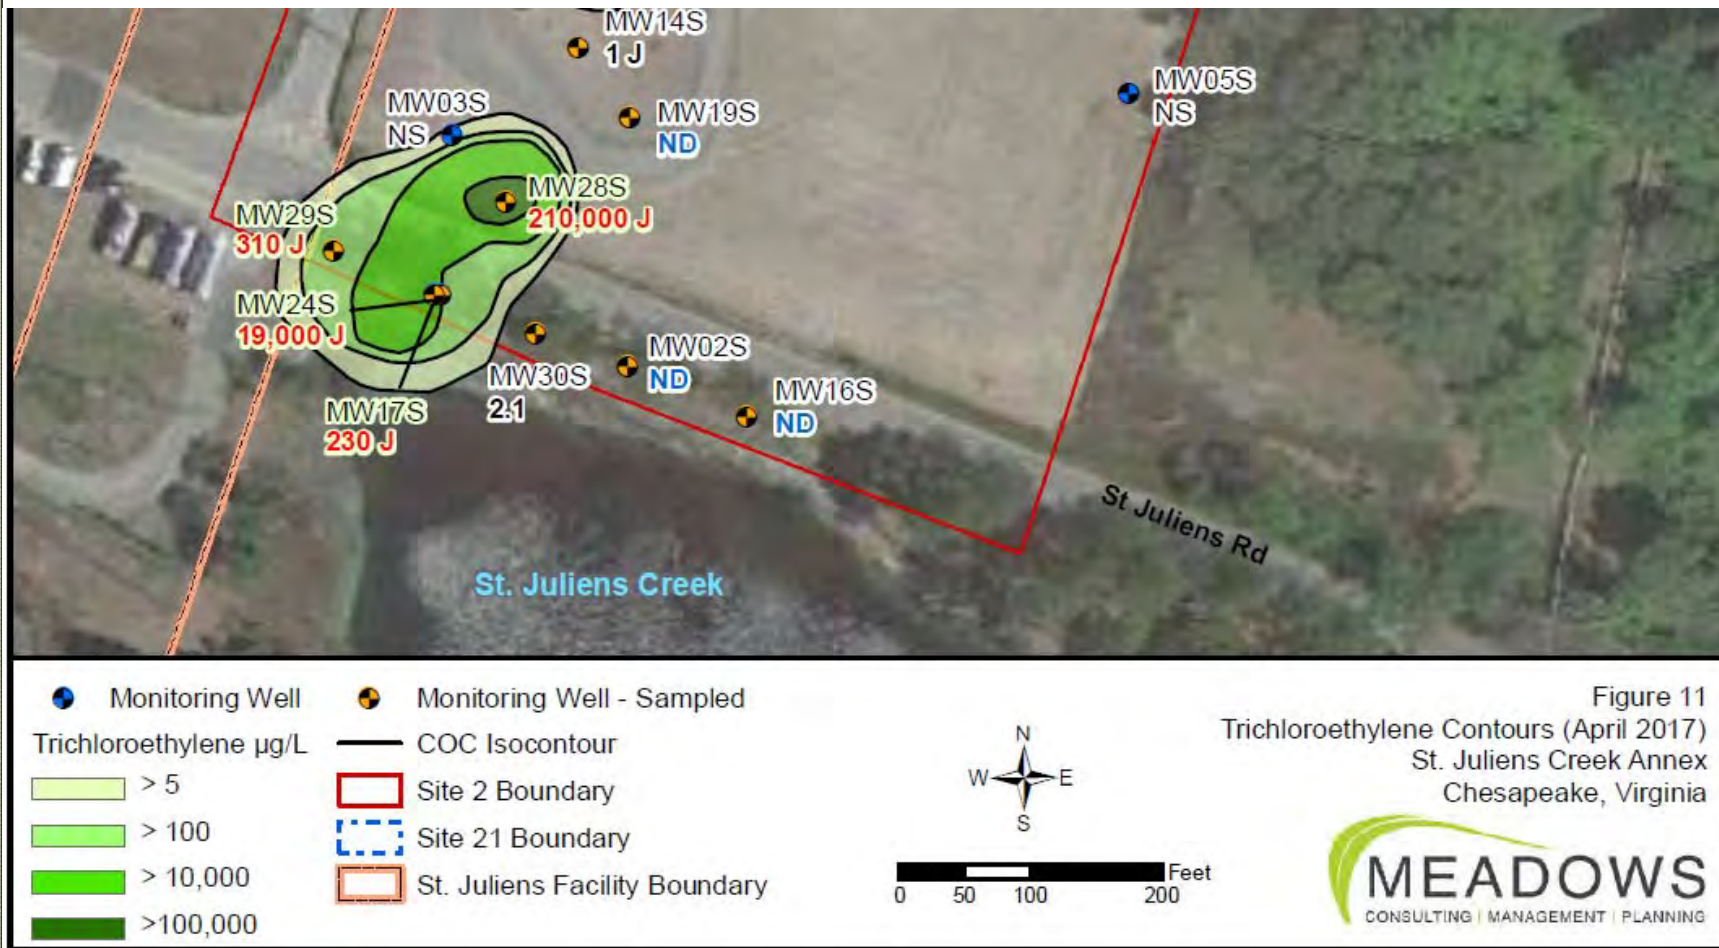 MW14S
1 J
MW03S
NS
MW19S
ND
MW05S
NS
MW28S
210,000 J
MW29S
310 J
MW24S
19,000 J
MW17S
230 J
MW30S
2.1
MW02S
ND
MW16S
ND
St Juliens Rd
St. Juliens Creek
Monitoring Well
Monitoring Well - Sampled
Trichloroethylene µg/L
COC Isocontour
> 5
Site 2 Boundary
> 100
Site 21 Boundary
> 10,000
St. Juliens Facility Boundary
>100,000
N
W E
S
Feet
0 50 100 200
Figure 11
Trichloroethylene Contours (April 2017)
St. Juliens Creek Annex
Chesapeake, Virginia
MEADOWS
CONSULTING | MANAGEMENT | PLANNING